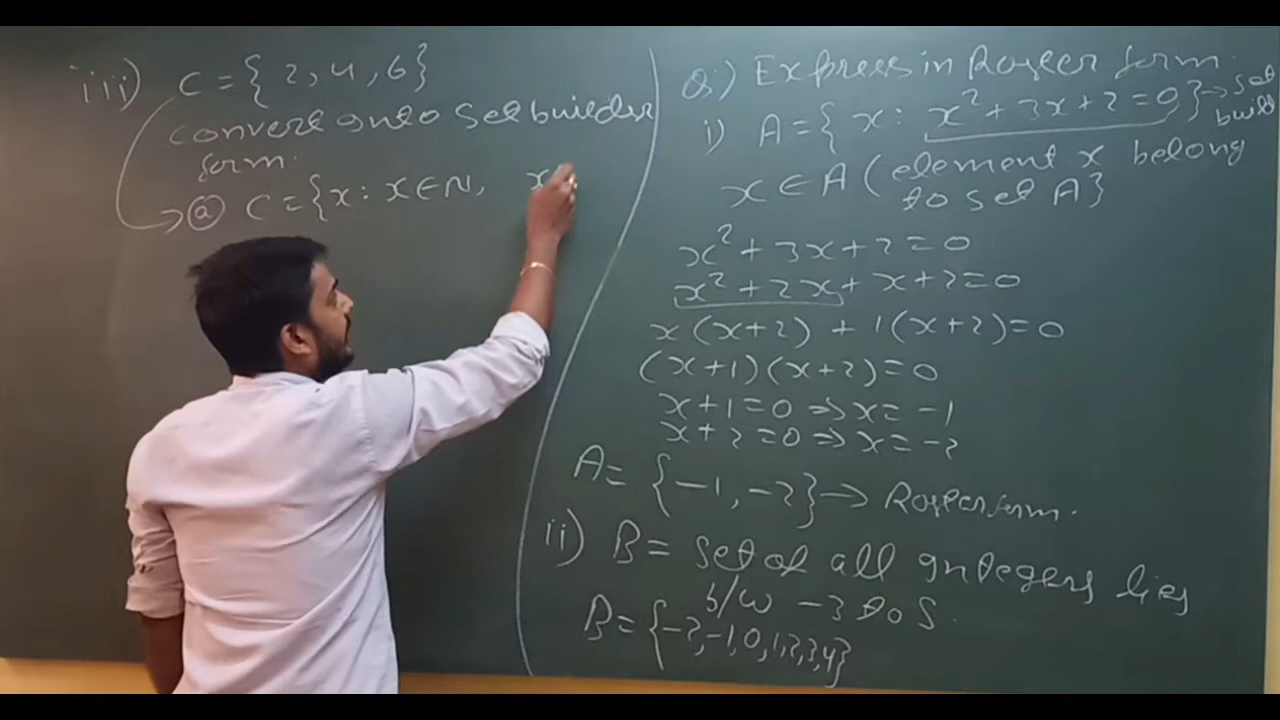 iii) C = {2, 4, 6}
convert onto set builder
form.
ⓐ C = {x : x ∈ N, x
Q.) Express in Roster form.
i) A = { x : x² + 3x + 2 = 0} → set
build
x ∈ A ( element x belong
to set A }
x² + 3x + 2 = 0
x² + 2x + x + 2 = 0
x (x+2) + 1(x+2) = 0
(x+1)(x+2) = 0
x+1 = 0 ⇒ x = -1
x+2 = 0 ⇒ x = -2
A = {-1, -2} → Roster form.
ii) B = set of all integers lies
b/w -3 to 5.
B = {-2, -1, 0, 1, 2, 3, 4}